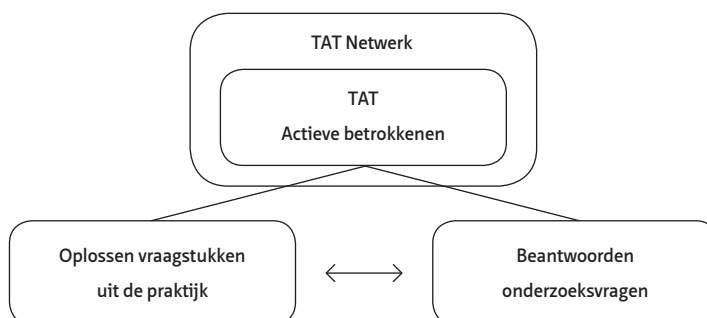 TAT Netwerk
TAT
Actieve betrokkenen
Oplossen vraagstukken
uit de praktijk
Beantwoorden
onderzoeksvragen